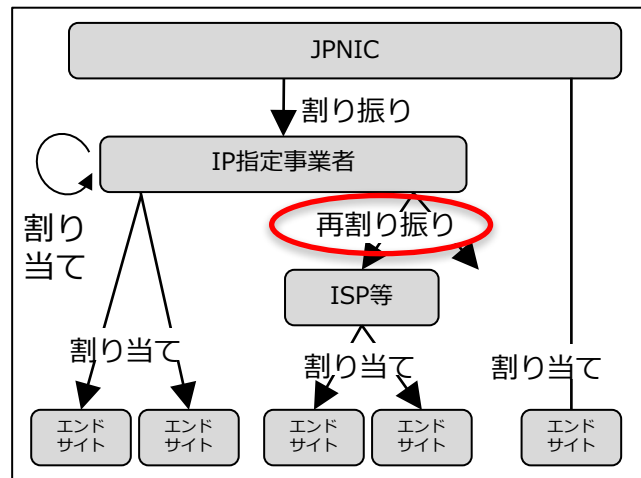 JPNIC
割り振り
IP指定事業者
割り
当て
再割り振り
ISP等
割り当て
割り当て
割り当て
エンド
サイト
エンド
サイト
エンド
サイト
エンド
サイト
エンド
サイト